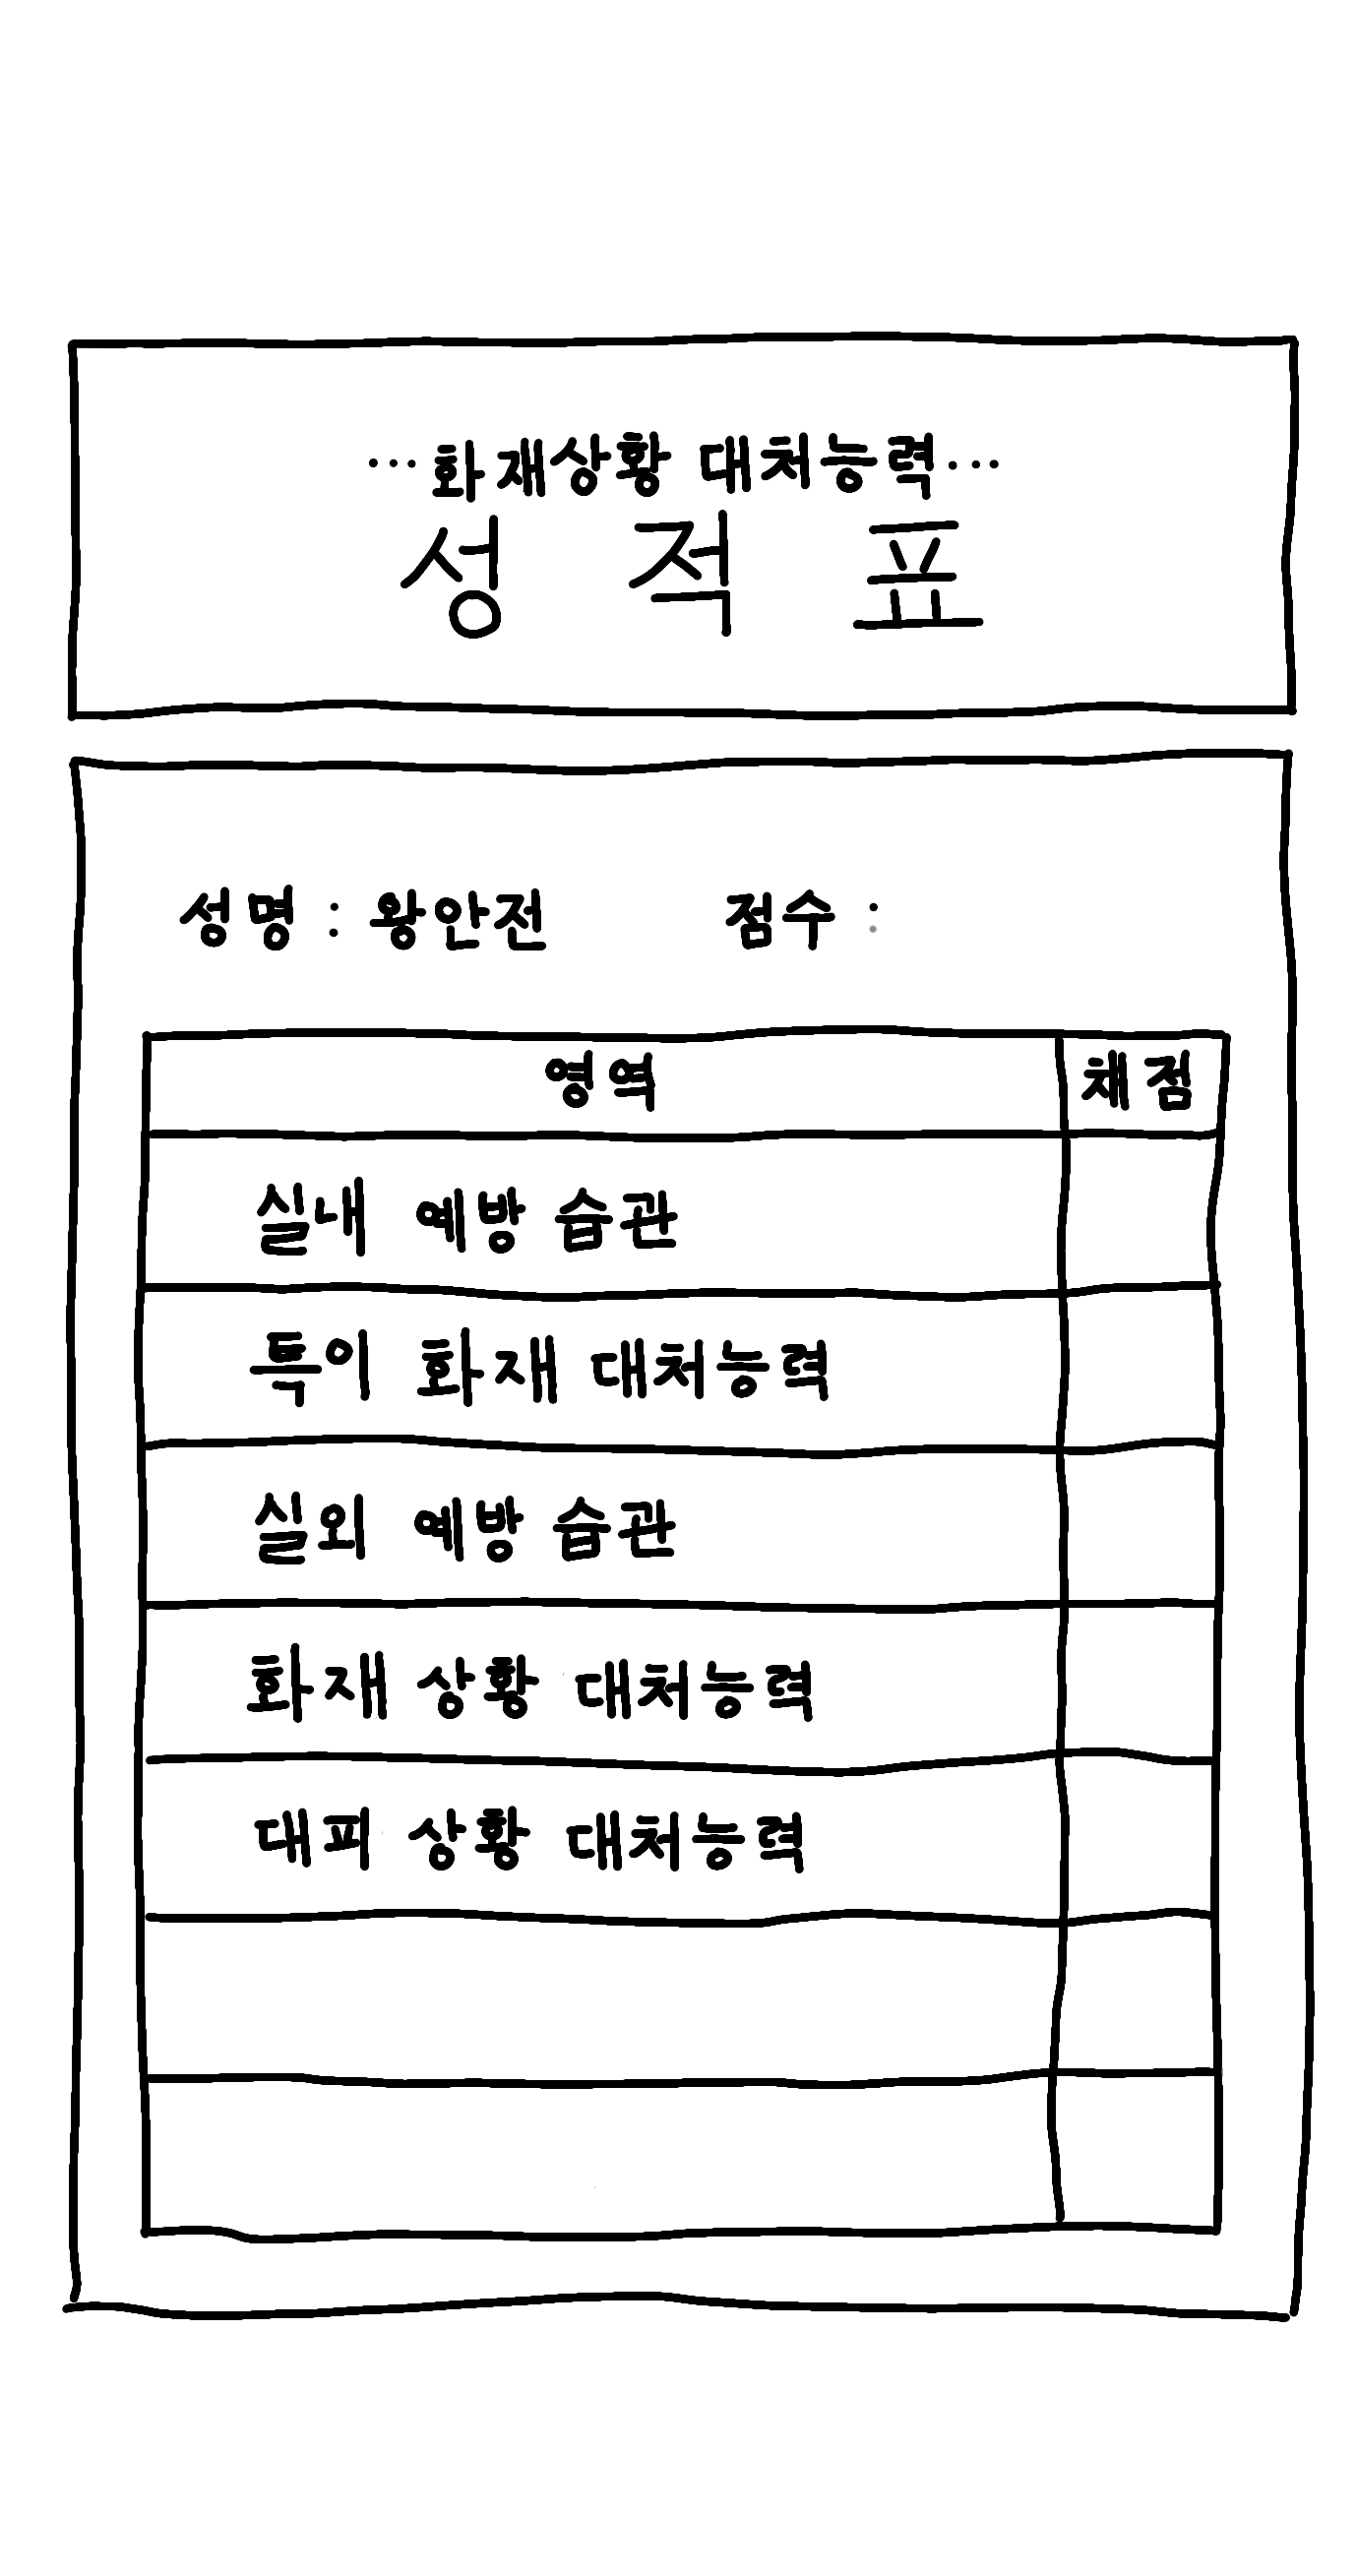 ···화재상황 대처능력···
성 적 표
성명 : 왕안전 점수 :
영역 채점
실내 예방 습관
특이 화재 대처능력
실외 예방 습관
화재 상황 대처능력
대피 상황 대처능력